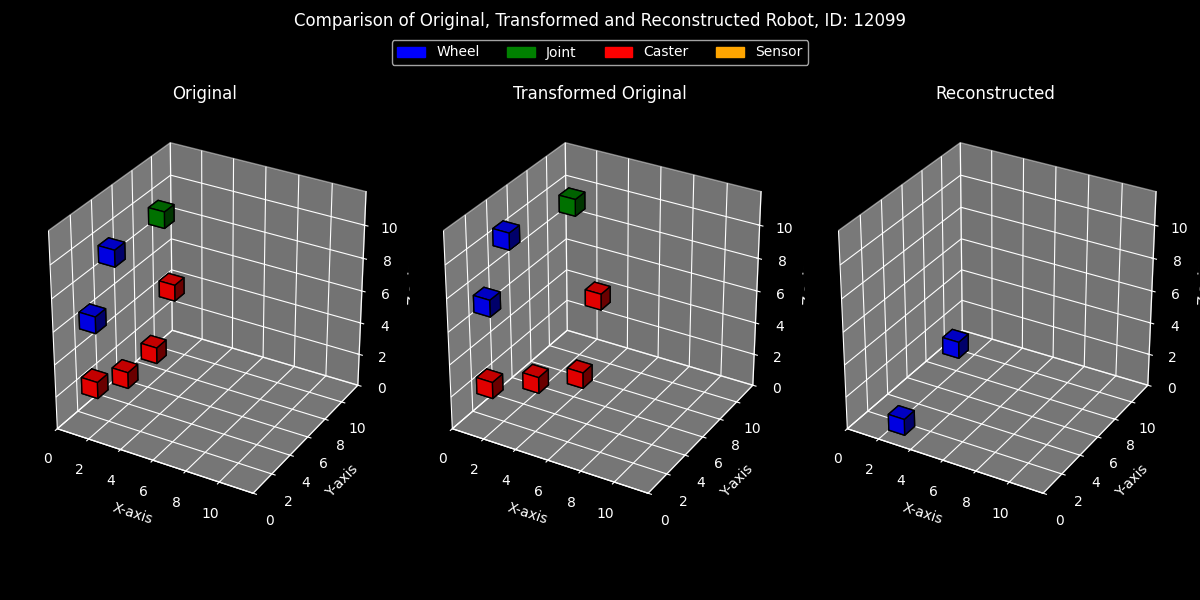 Comparison of Original, Transformed and Reconstructed Robot, ID: 12099
Wheel Joint Caster Sensor
Original
Transformed Original
Reconstructed
0 2 4 6 8 10
X-axis
0 2 4 6 8 10
Y-axis
0 2 4 6 8 10
0 2 4 6 8 10
X-axis
0 2 4 6 8 10
Y-axis
0 2 4 6 8 10
0 2 4 6 8 10
X-axis
0 2 4 6 8 10
Y-axis
0 2 4 6 8 10